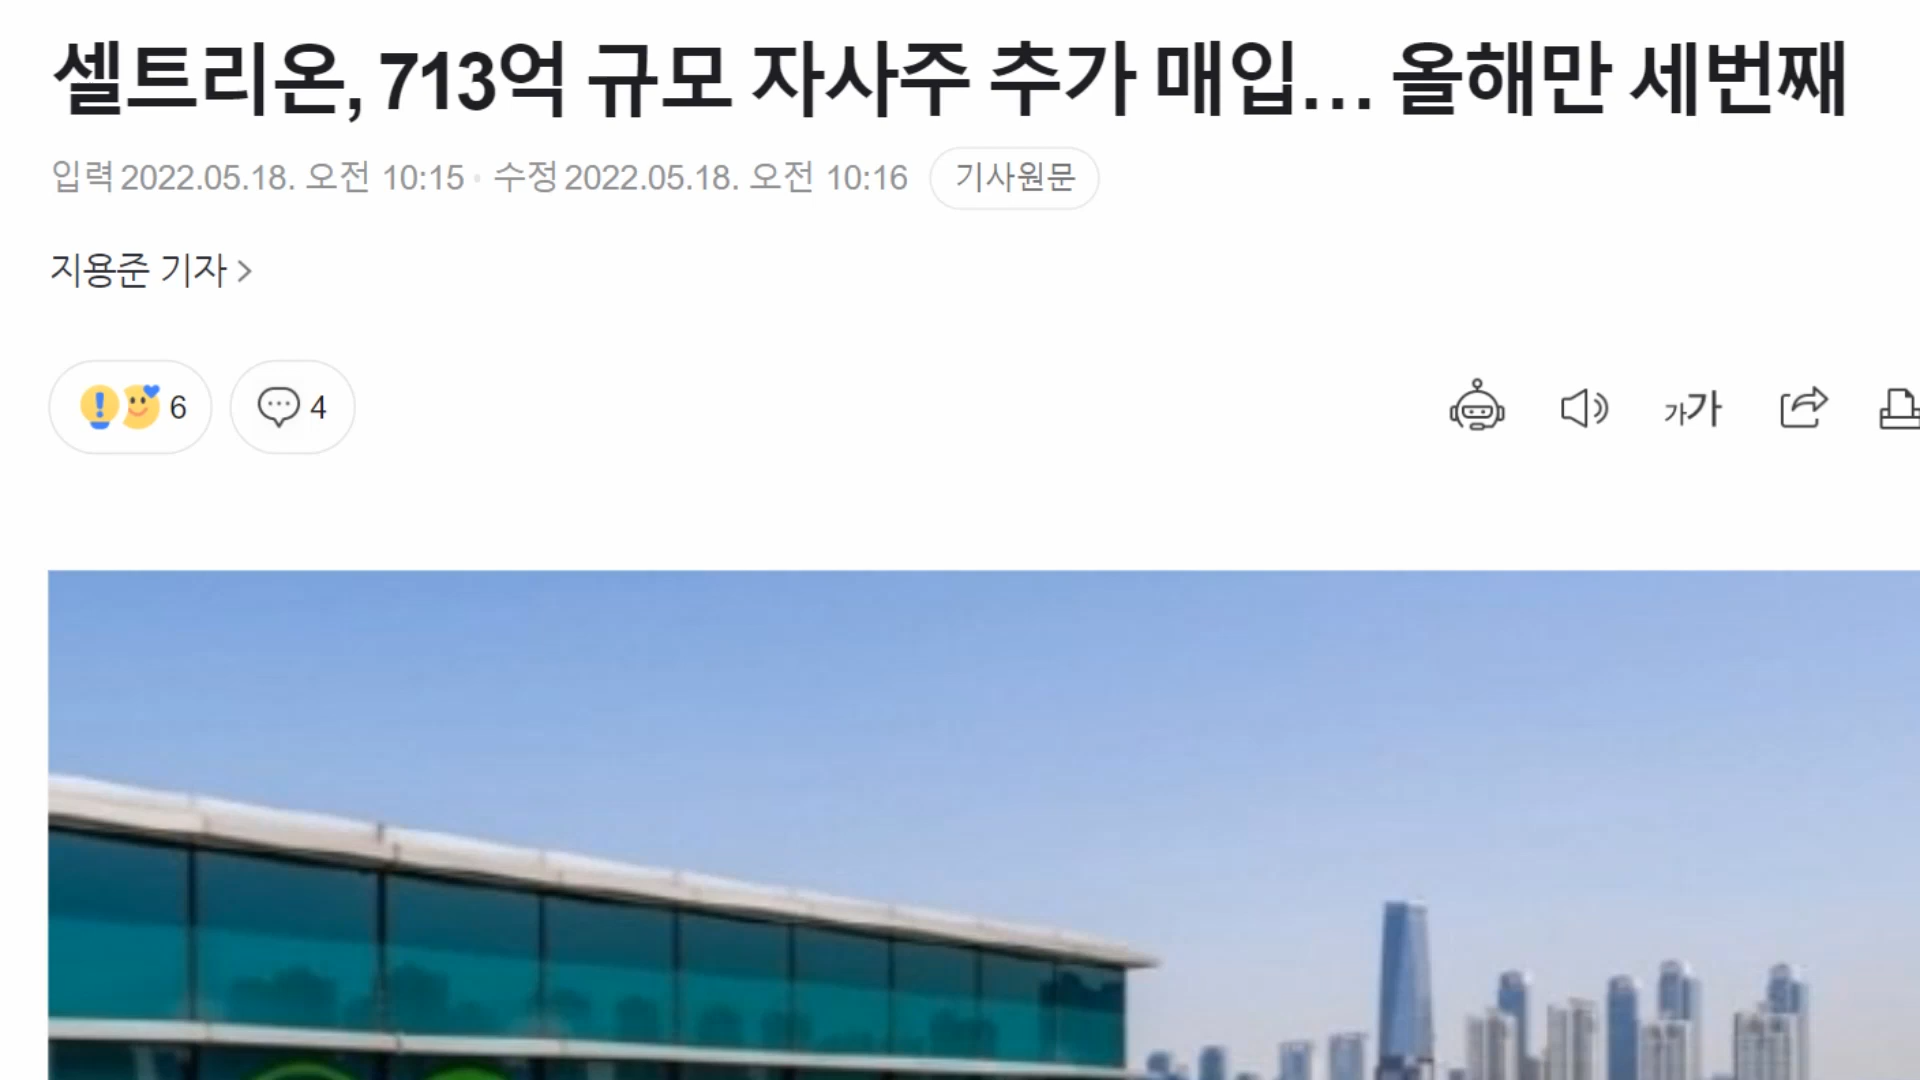 셀트리온, 713억 규모 자사주 추가 매입… 올해만 세번째
입력 2022.05.18. 오전 10:15 · 수정 2022.05.18. 오전 10:16 기사원문
지용준 기자 >
6 4 가가